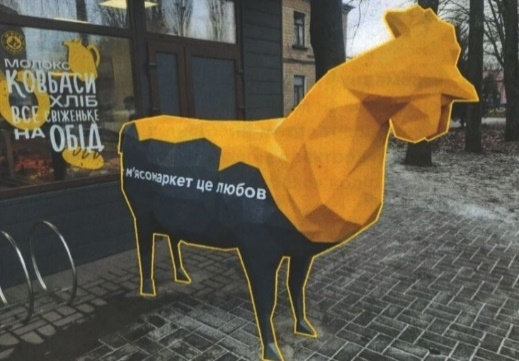 МОЛОКО
КОВБАСИ
ХЛІБ
ВСЕ СВІЖЕНЬКЕ
НА ОБІД
м'ясомаркет це любов